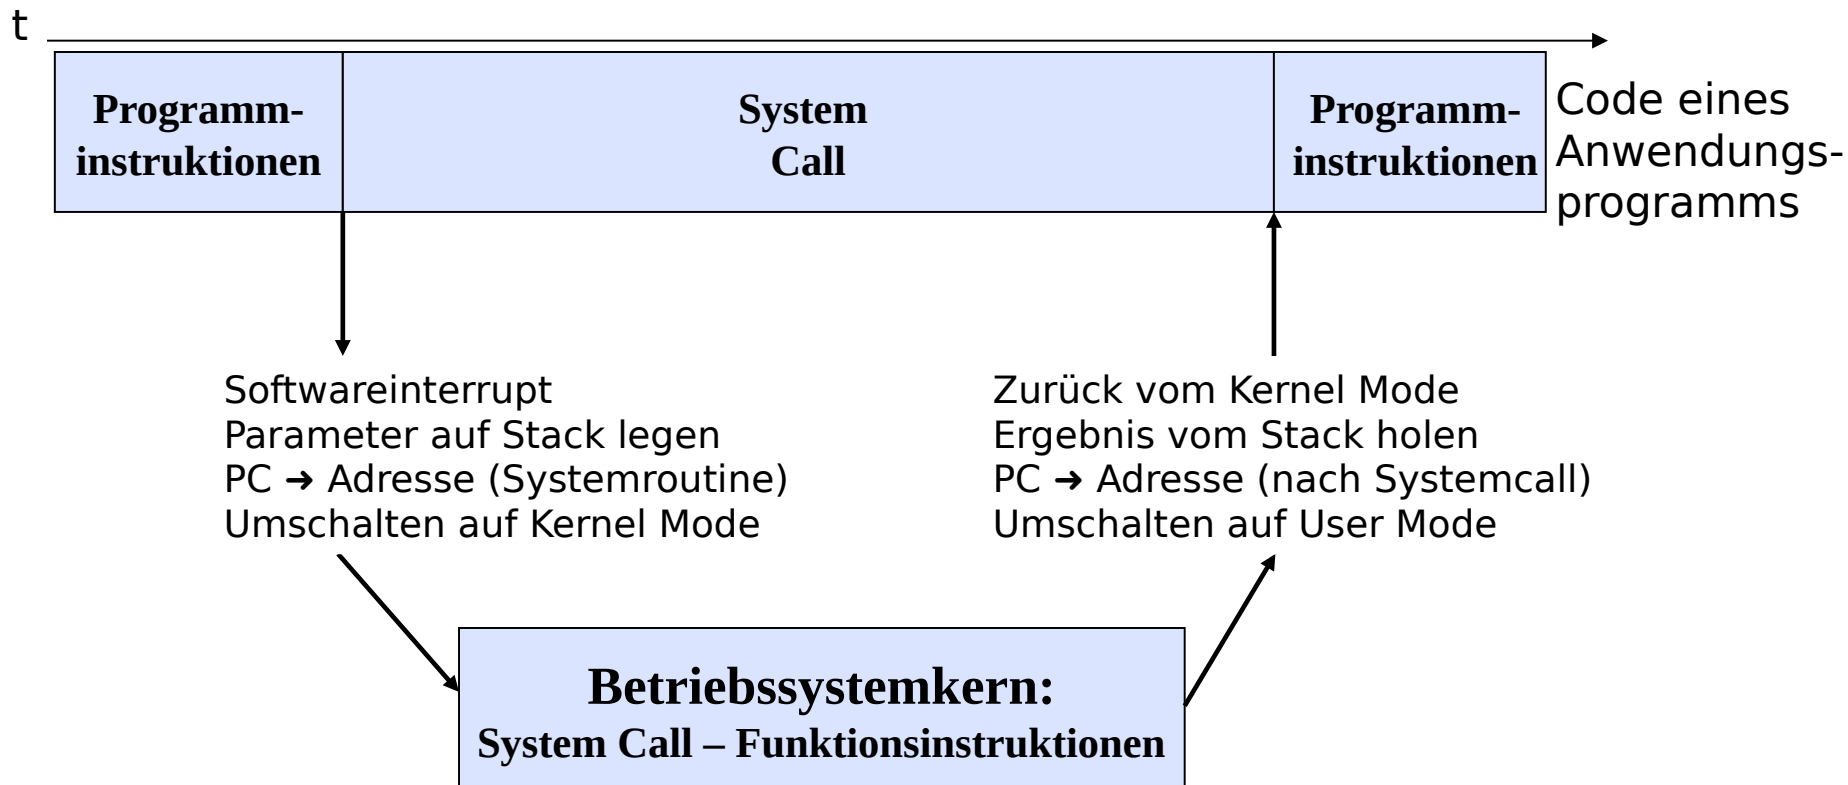 t
Programm-
instruktionen
System
Call
Programm-
instruktionen
Code eines
Anwendungs-
programms
Softwareinterrupt
Parameter auf Stack legen
PC ➜ Adresse (Systemroutine)
Umschalten auf Kernel Mode
Zurück vom Kernel Mode
Ergebnis vom Stack holen
PC ➜ Adresse (nach Systemcall)
Umschalten auf User Mode
Betriebssystemkern:
System Call – Funktionsinstruktionen